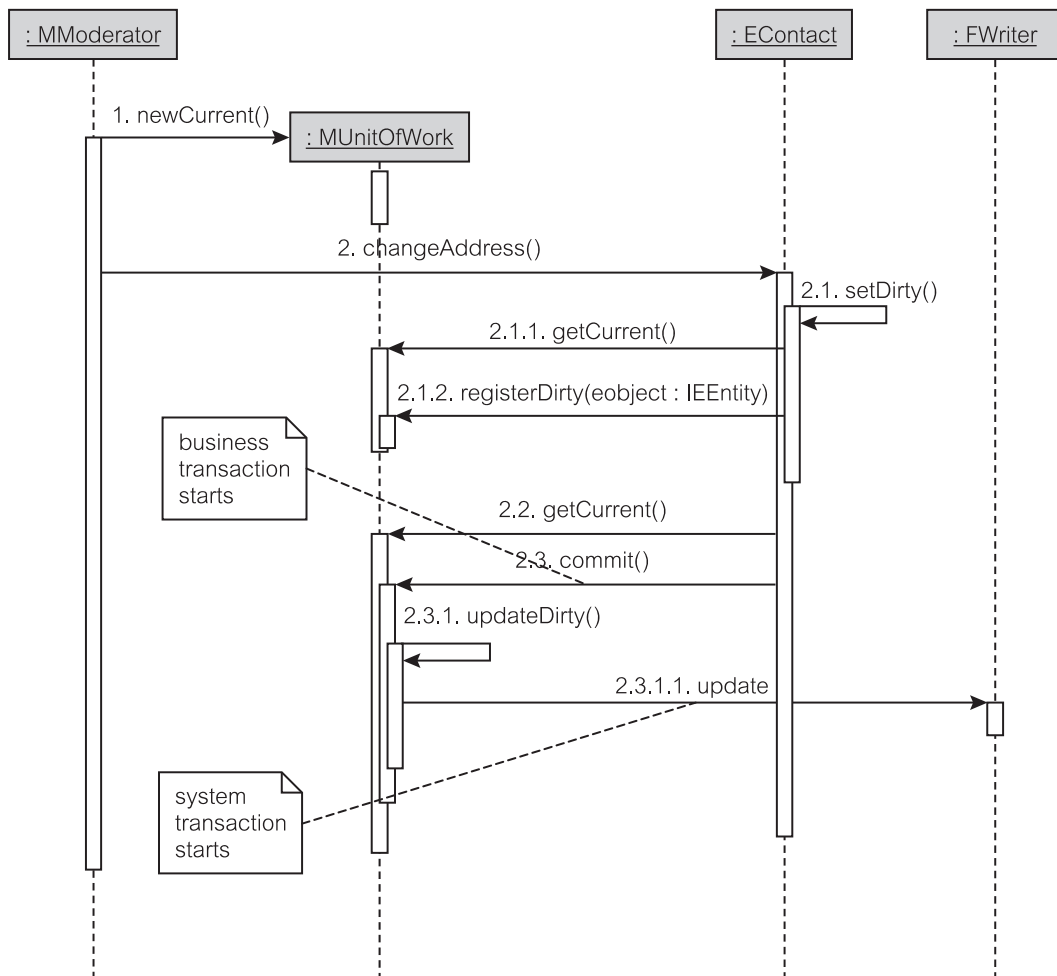 : MModerator
: EContact
: FWriter
1. newCurrent()
: MUnitOfWork
2. changeAddress()
2.1. setDirty()
2.1.1. getCurrent()
2.1.2. registerDirty(eobject : IEEntity)
business
transaction
starts
2.2. getCurrent()
2.3. commit()
2.3.1. updateDirty()
2.3.1.1. update
system
transaction
starts